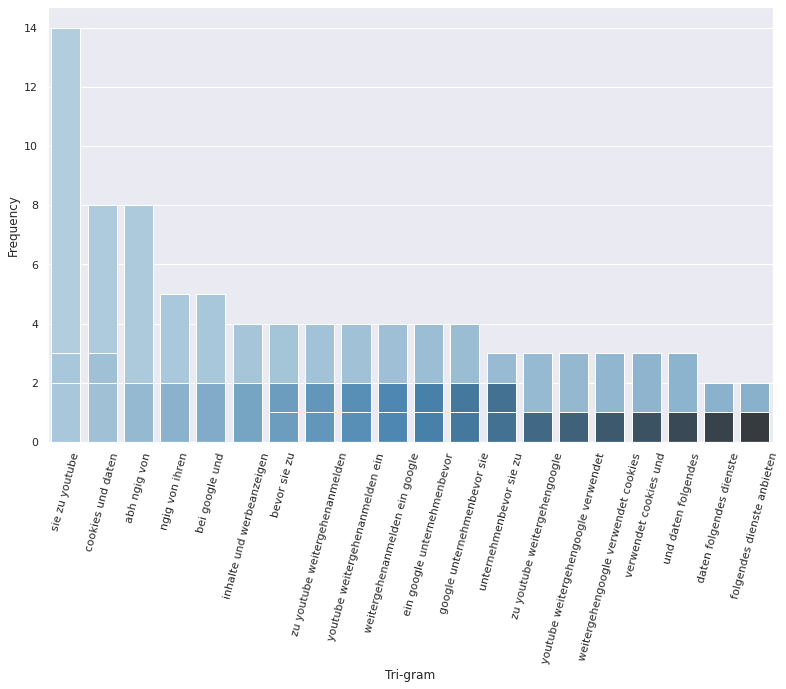 14
12
10
8
6
4
2
0
Frequency
sie zu youtube
cookies und daten
abh ngig von
ngig von ihren
bei google und
inhalte und werbeanzeigen
bevor sie zu
zu youtube weitergehenanmelden
youtube weitergehenanmelden ein
weitergehenanmelden ein google
ein google unternehmenbevor
google unternehmenbevor sie
unternehmenbevor sie zu
zu youtube weitergehengoogle
youtube weitergehengoogle verwendet
weitergehengoogle verwendet cookies
verwendet cookies und
und daten folgendes
daten folgendes dienste
folgendes dienste anbieten
Tri-gram